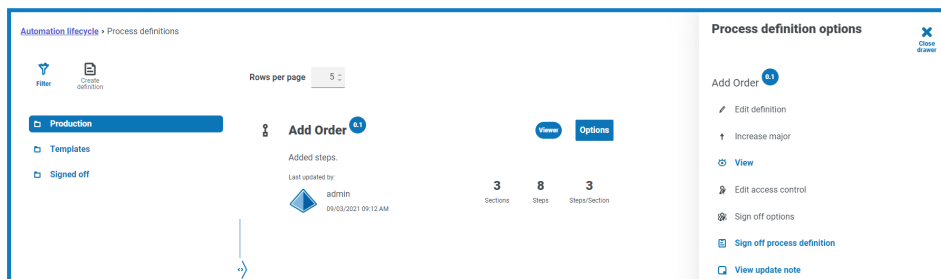 Automation lifecycle › Process definitions
Filter
Create
definition
Production
Templates
Signed off
Rows per page 5
Add Order 0.1
Viewer
Options
Added steps.
Last updated by:
admin
09/03/2021 09:12 AM
3 8 3
Sections Steps Steps/Section
Process definition options
Close
drawer
Add Order 0.1
Edit definition
Increase major
View
Edit access control
Sign off options
Sign off process definition
View update note